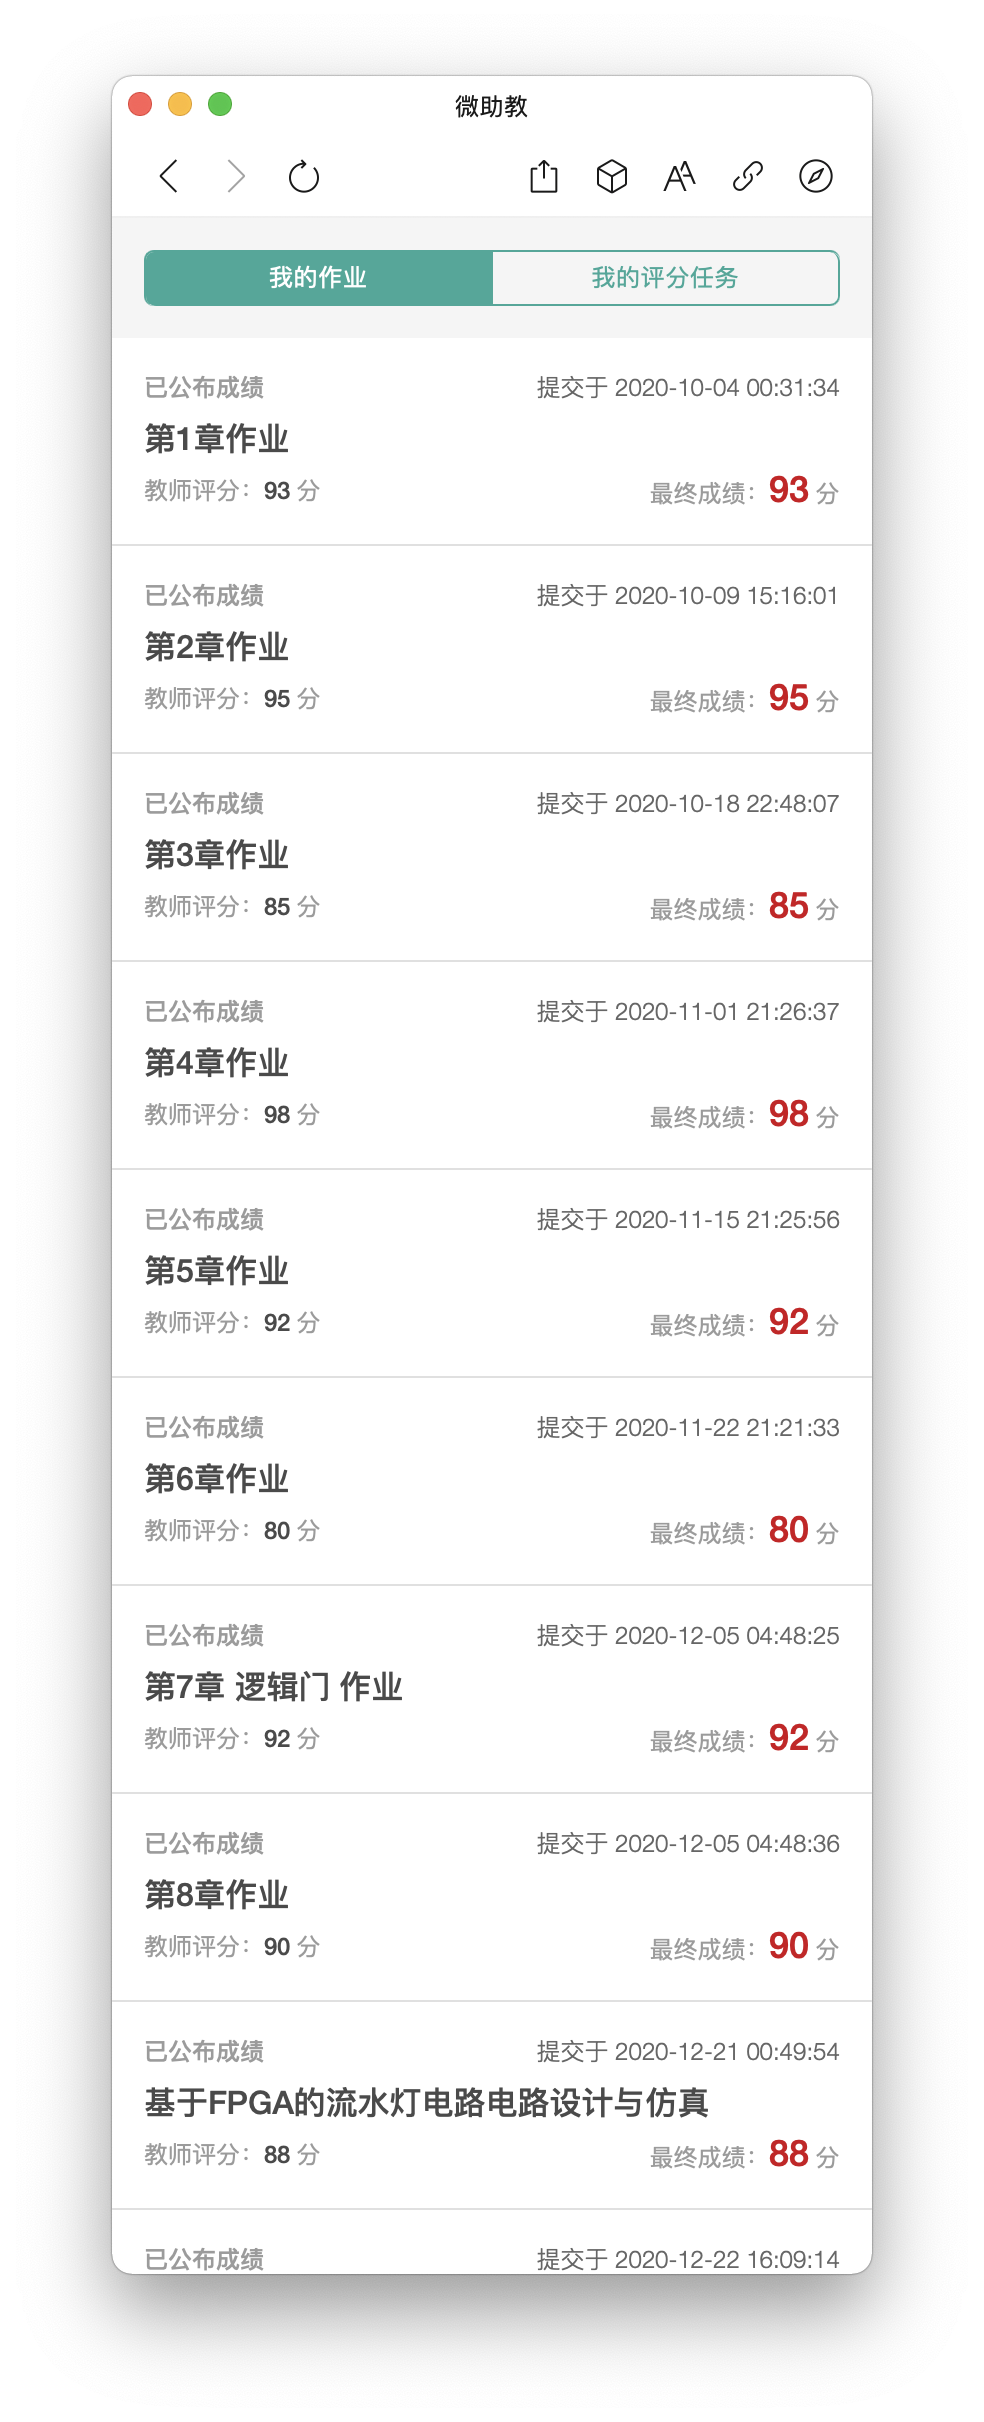 微助教
我的作业 我的评分任务
已公布成绩 提交于 2020-10-04 00:31:34
第1章作业
教师评分：93 分 最终成绩：93 分
已公布成绩 提交于 2020-10-09 15:16:01
第2章作业
教师评分：95 分 最终成绩：95 分
已公布成绩 提交于 2020-10-18 22:48:07
第3章作业
教师评分：85 分 最终成绩：85 分
已公布成绩 提交于 2020-11-01 21:26:37
第4章作业
教师评分：98 分 最终成绩：98 分
已公布成绩 提交于 2020-11-15 21:25:56
第5章作业
教师评分：92 分 最终成绩：92 分
已公布成绩 提交于 2020-11-22 21:21:33
第6章作业
教师评分：80 分 最终成绩：80 分
已公布成绩 提交于 2020-12-05 04:48:25
第7章 逻辑门 作业
教师评分：92 分 最终成绩：92 分
已公布成绩 提交于 2020-12-05 04:48:36
第8章作业
教师评分：90 分 最终成绩：90 分
已公布成绩 提交于 2020-12-21 00:49:54
基于FPGA的流水灯电路电路设计与仿真
教师评分：88 分 最终成绩：88 分
已公布成绩 提交于 2020-12-22 16:09:14